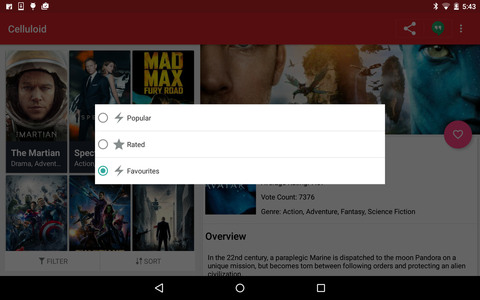 5:43
Celluloid
MAD
MAX
FURY ROAD
MARTIAN
The Martian
Drama, Advent...
Spect
Action
Popular
Rated
Favourites
AVATAR
Vote Count: 7376
Genre: Action, Adventure, Fantasy, Science Fiction
Overview
In the 22nd century, a paraplegic Marine is dispatched to the moon Pandora on a
unique mission, but becomes torn between following orders and protecting an alien
civilization.
FILTER
SORT